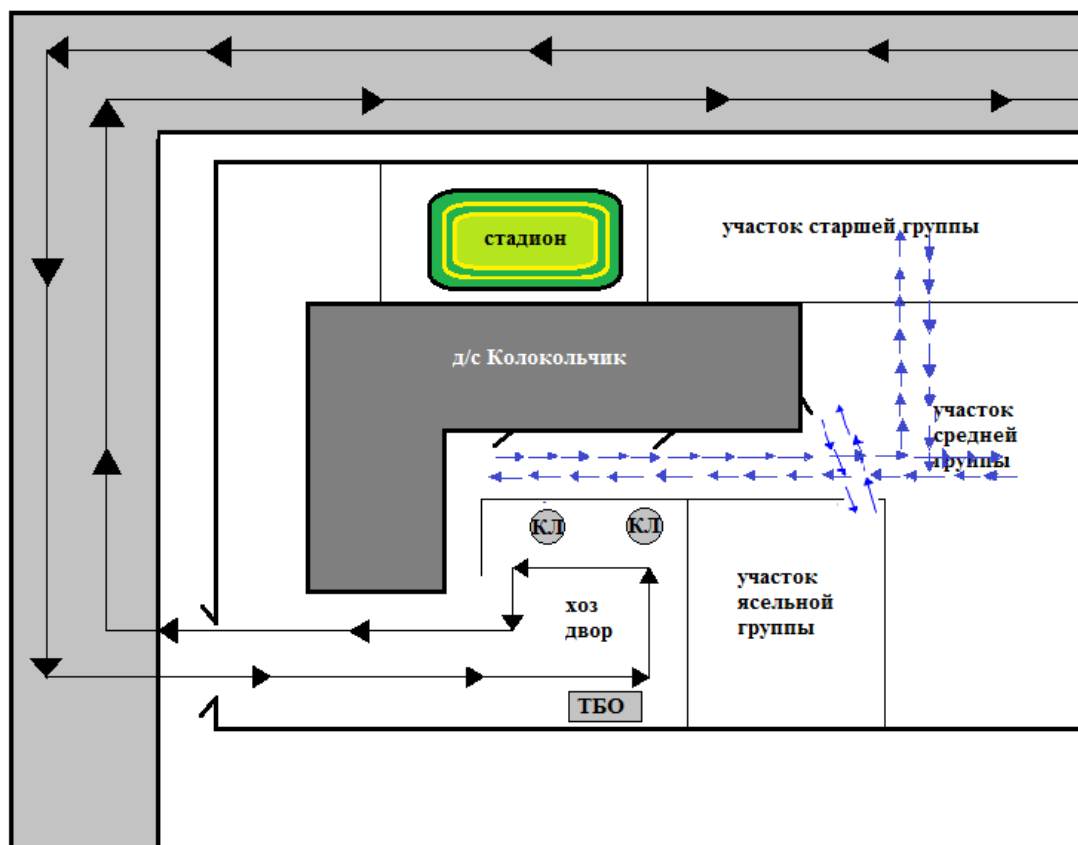 участок старшей группы
стадион
д/с Колокольчик
участок
средней
группы
КЛ
КЛ
участок
ясельной
группы
хоз
двор
ТБО